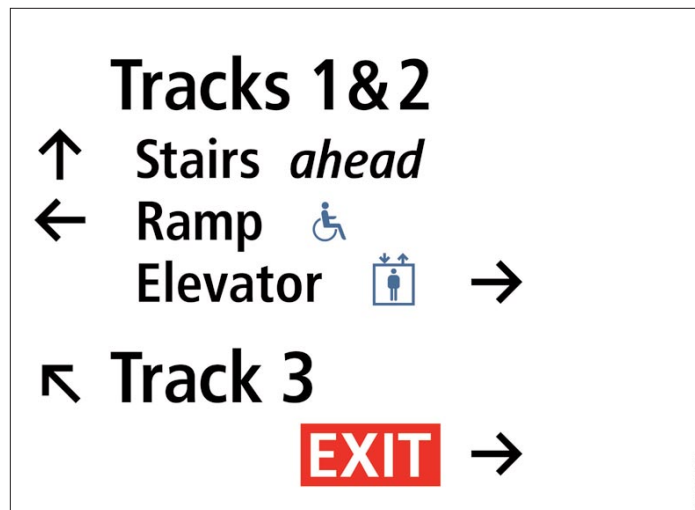 Tracks 1&2
Stairs ahead
Ramp
Elevator
Track 3
EXIT